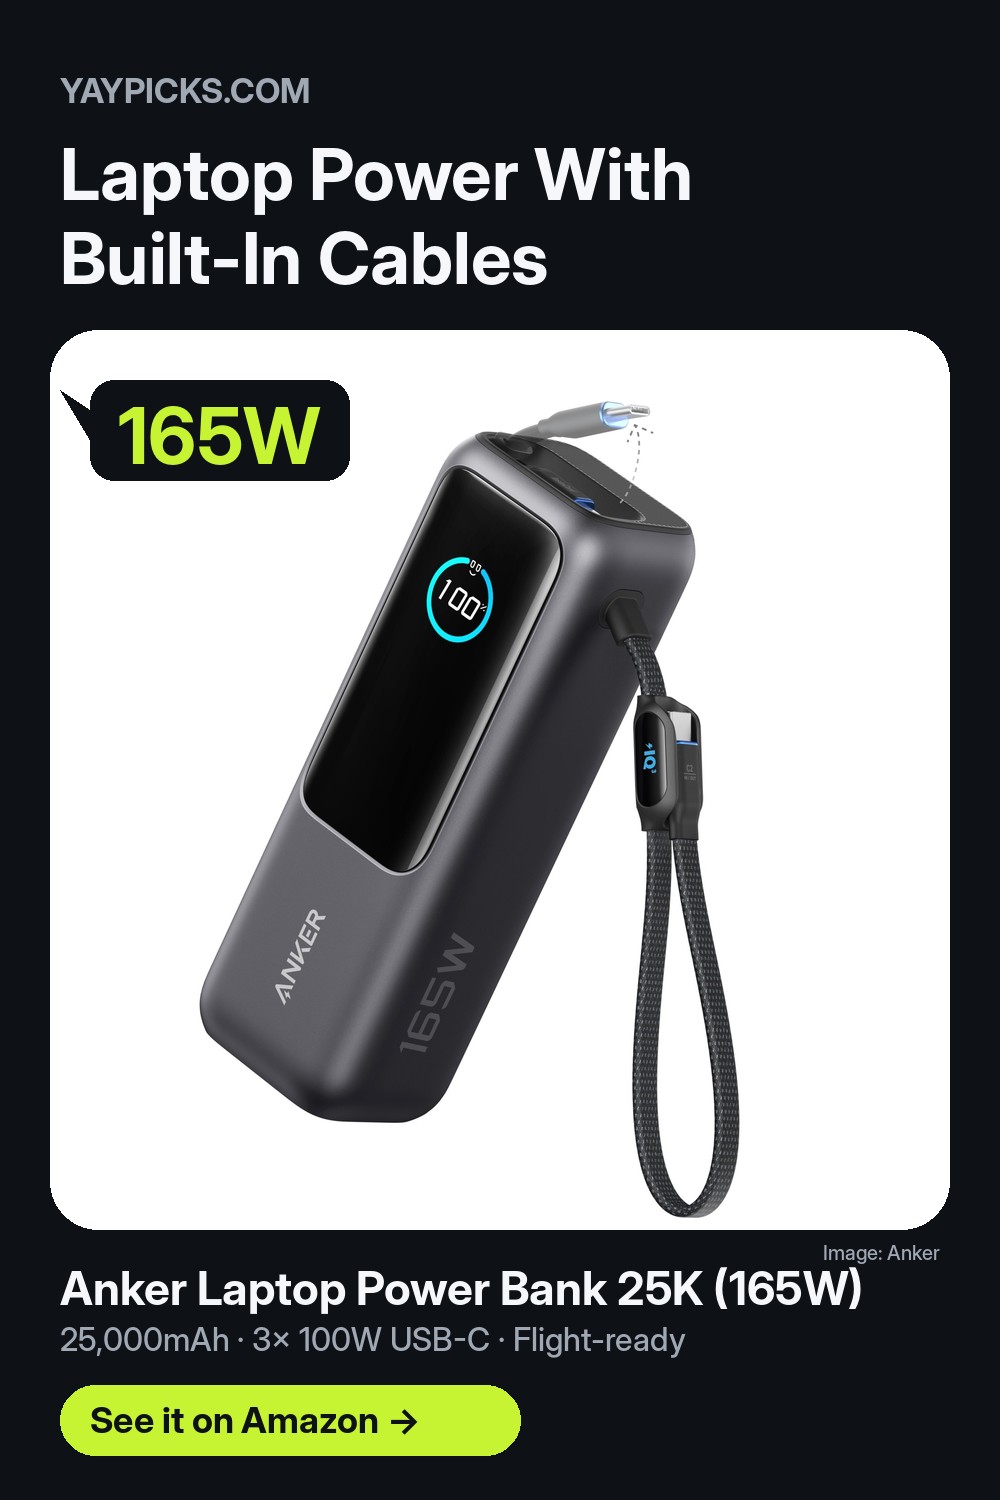 YAYPICKS.COM
Laptop Power With
Built-In Cables
165W
100%
IQ
ANKER
165W
Image: Anker
Anker Laptop Power Bank 25K (165W)
25,000mAh · 3× 100W USB-C · Flight-ready
See it on Amazon →